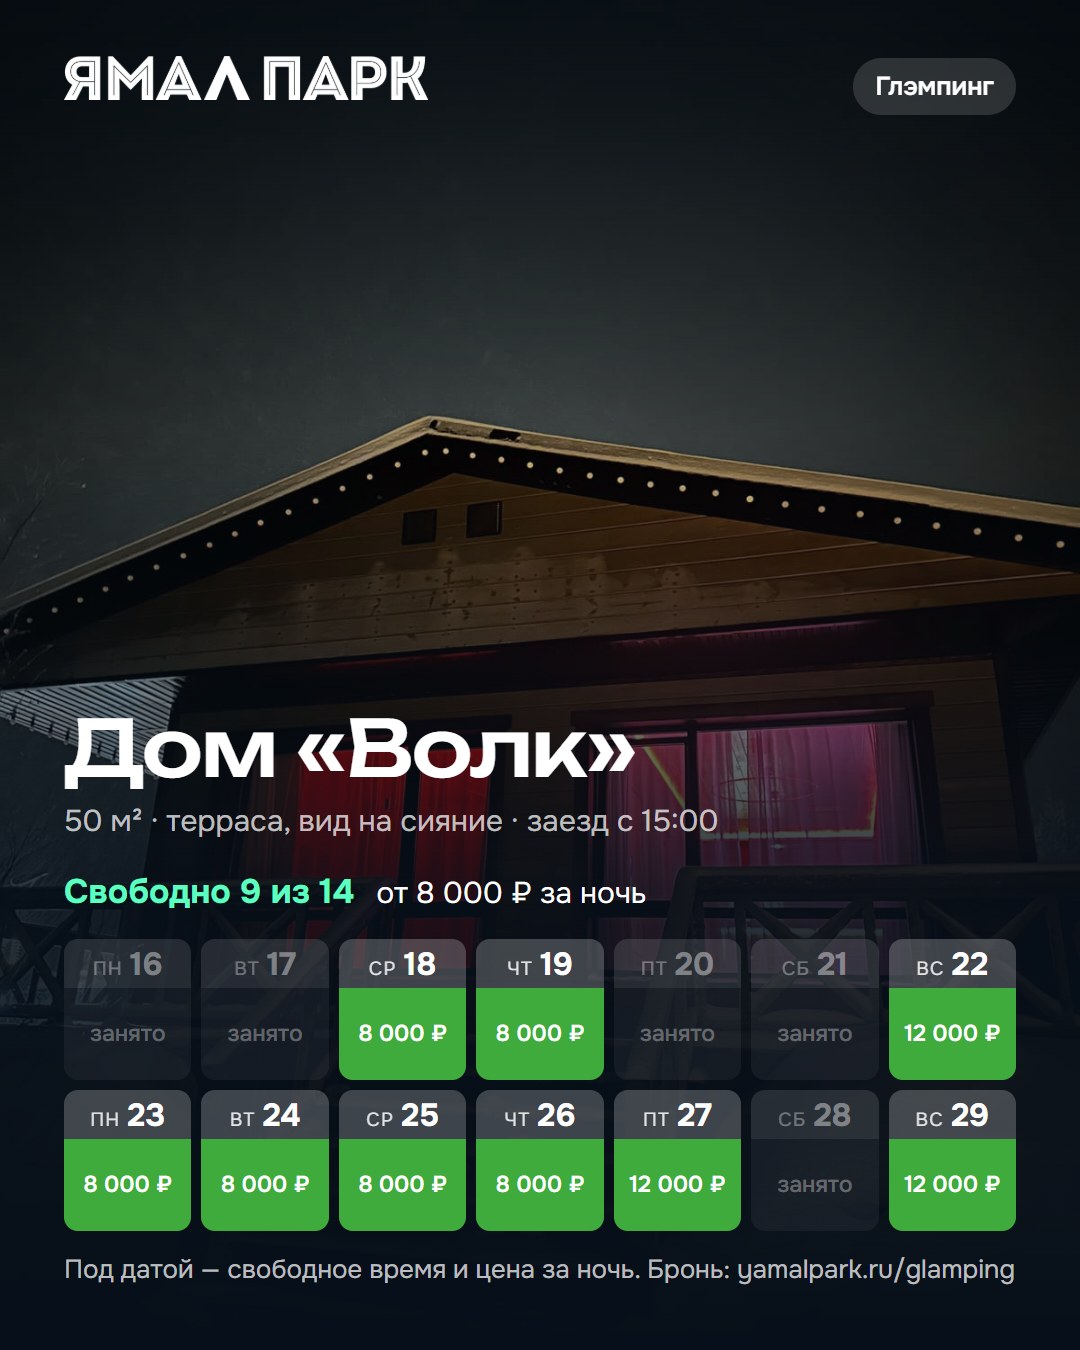 ЯМАЛ ПАРК
Глэмпинг
Дом «Волк»
50 м² · терраса, вид на сияние · заезд с 15:00
Свободно 9 из 14 от 8 000 ₽ за ночь
ПН 16 ВТ 17 СР 18 ЧТ 19 ПТ 20 СБ 21 ВС 22
занято занято 8 000 ₽ 8 000 ₽ занято занято 12 000 ₽
ПН 23 ВТ 24 СР 25 ЧТ 26 ПТ 27 СБ 28 ВС 29
8 000 ₽ 8 000 ₽ 8 000 ₽ 8 000 ₽ 12 000 ₽ занято 12 000 ₽
Под датой — свободное время и цена за ночь. Бронь: yamalpark.ru/glamping